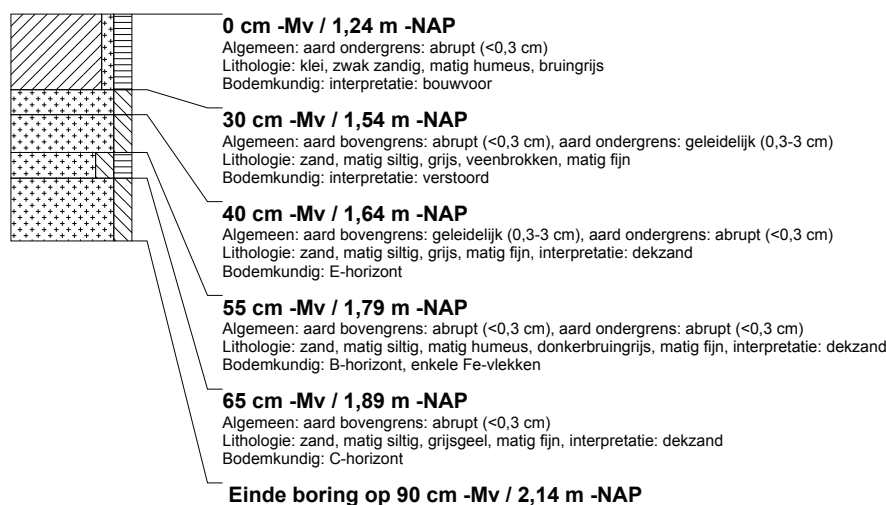 0 cm -Mv / 1,24 m -NAP
Algemeen: aard ondergrens: abrupt (<0,3 cm)
Lithologie: klei, zwak zandig, matig humeus, bruingrijs
Bodemkundig: interpretatie: bouwvoor
30 cm -Mv / 1,54 m -NAP
Algemeen: aard bovengrens: abrupt (<0,3 cm), aard ondergrens: geleidelijk (0,3-3 cm)
Lithologie: zand, matig siltig, grijs, veenbrokken, matig fijn
Bodemkundig: interpretatie: verstoord
40 cm -Mv / 1,64 m -NAP
Algemeen: aard bovengrens: geleidelijk (0,3-3 cm), aard ondergrens: abrupt (<0,3 cm)
Lithologie: zand, matig siltig, grijs, matig fijn, interpretatie: dekzand
Bodemkundig: E-horizont
55 cm -Mv / 1,79 m -NAP
Algemeen: aard bovengrens: abrupt (<0,3 cm), aard ondergrens: abrupt (<0,3 cm)
Lithologie: zand, matig siltig, matig humeus, donkerbruingrijs, matig fijn, interpretatie: dekzand
Bodemkundig: B-horizont, enkele Fe-vlekken
65 cm -Mv / 1,89 m -NAP
Algemeen: aard bovengrens: abrupt (<0,3 cm)
Lithologie: zand, matig siltig, grijsgeel, matig fijn, interpretatie: dekzand
Bodemkundig: C-horizont
Einde boring op 90 cm -Mv / 2,14 m -NAP